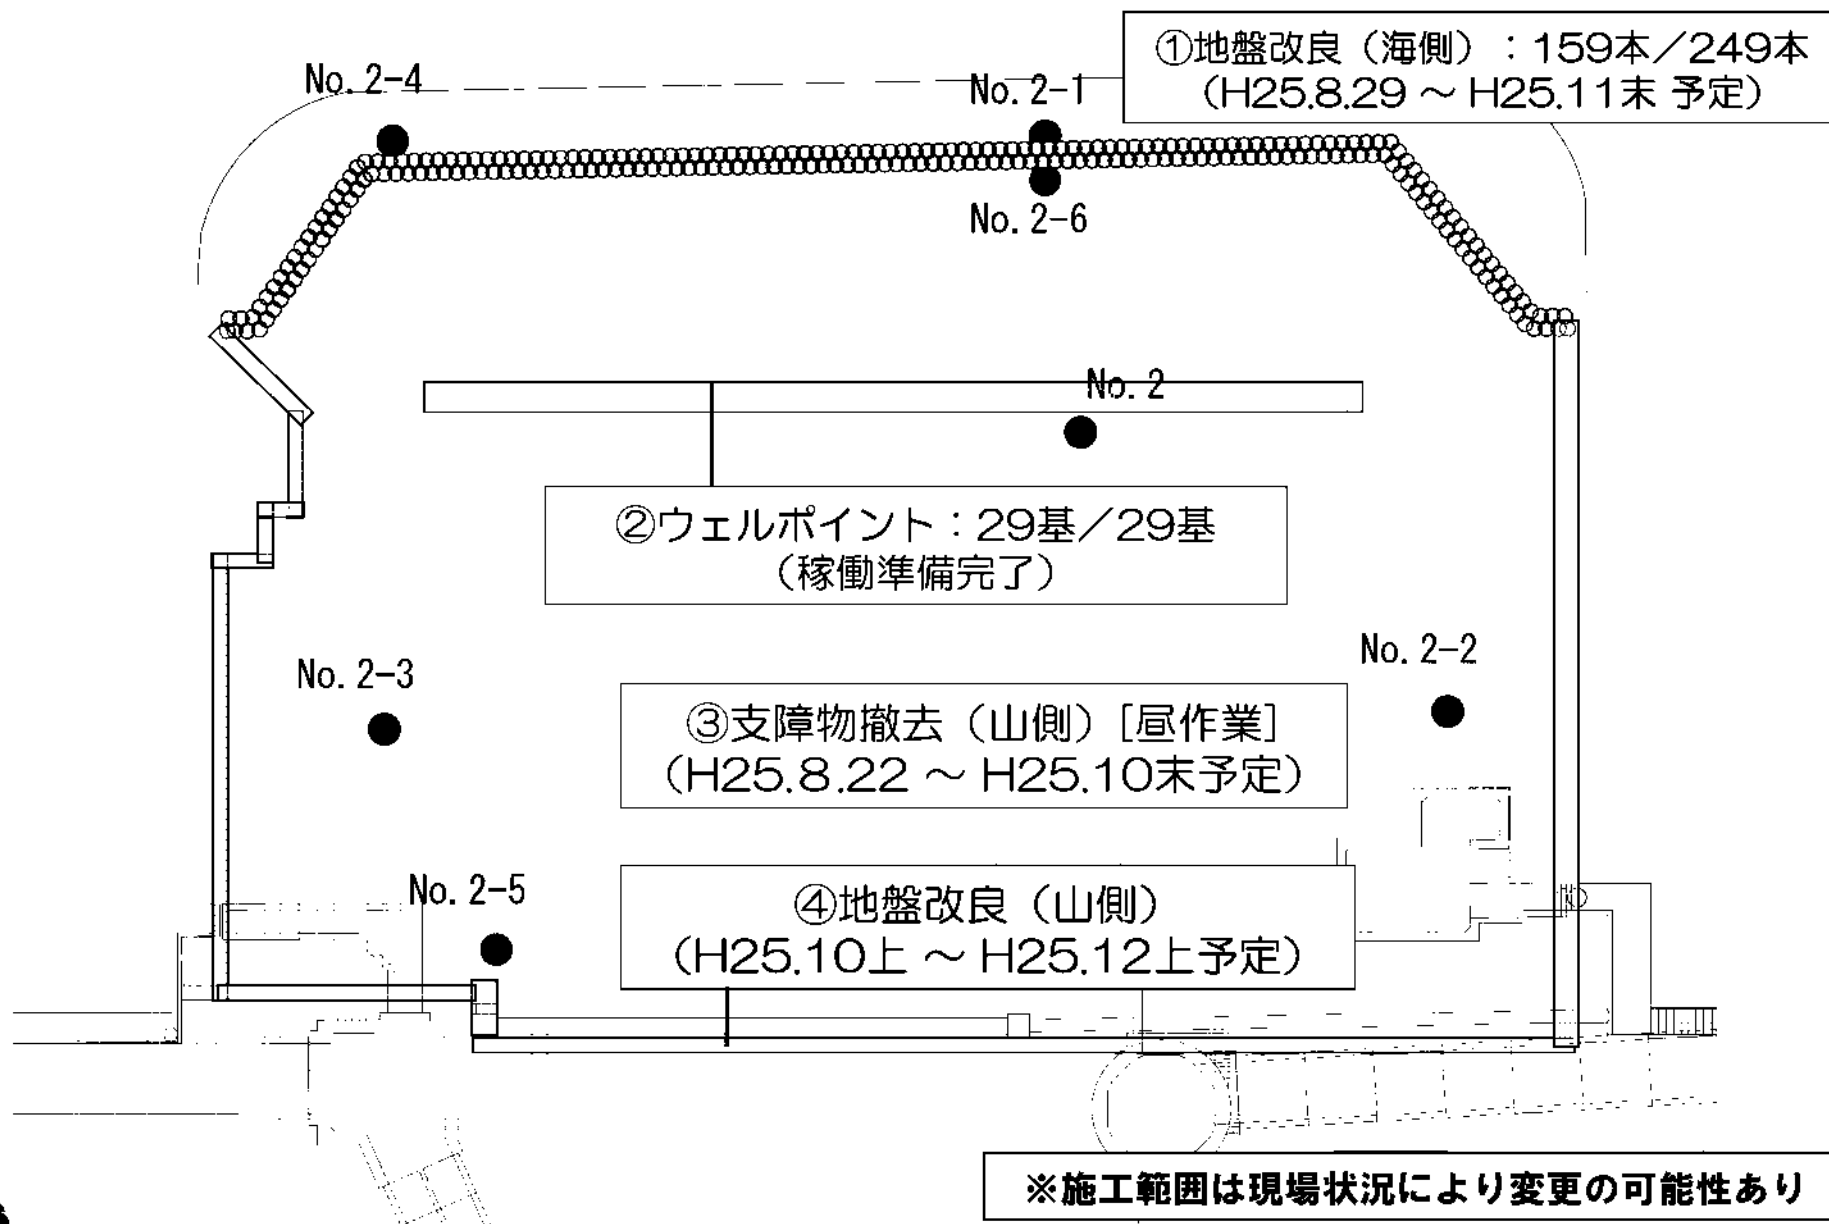 ①地盤改良（海側）：159本／249本
（H25.8.29 ～ H25.11末 予定）
No. 2-4
No. 2-1
No. 2-6
No. 2
②ウェルポイント：29基／29基
（稼働準備完了）
No. 2-2
No. 2-3
③支障物撤去（山側）[昼作業]
（H25.8.22 ～ H25.10末予定）
No. 2-5
④地盤改良（山側）
（H25.10上 ～ H25.12上予定）
※施工範囲は現場状況により変更の可能性あり